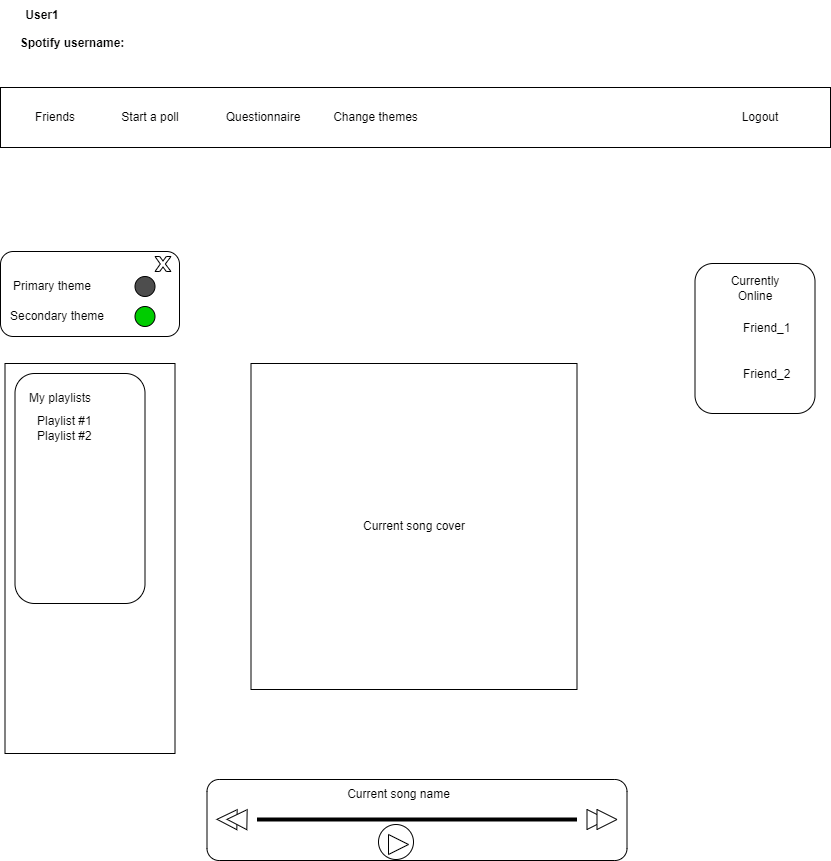 User1
Spotify username:
Friends
Start a poll
Questionnaire
Change themes
Logout
X
Primary theme
Secondary theme
Currently
Online
Friend_1
Friend_2
My playlists
Playlist #1
Playlist #2
Current song cover
Current song name